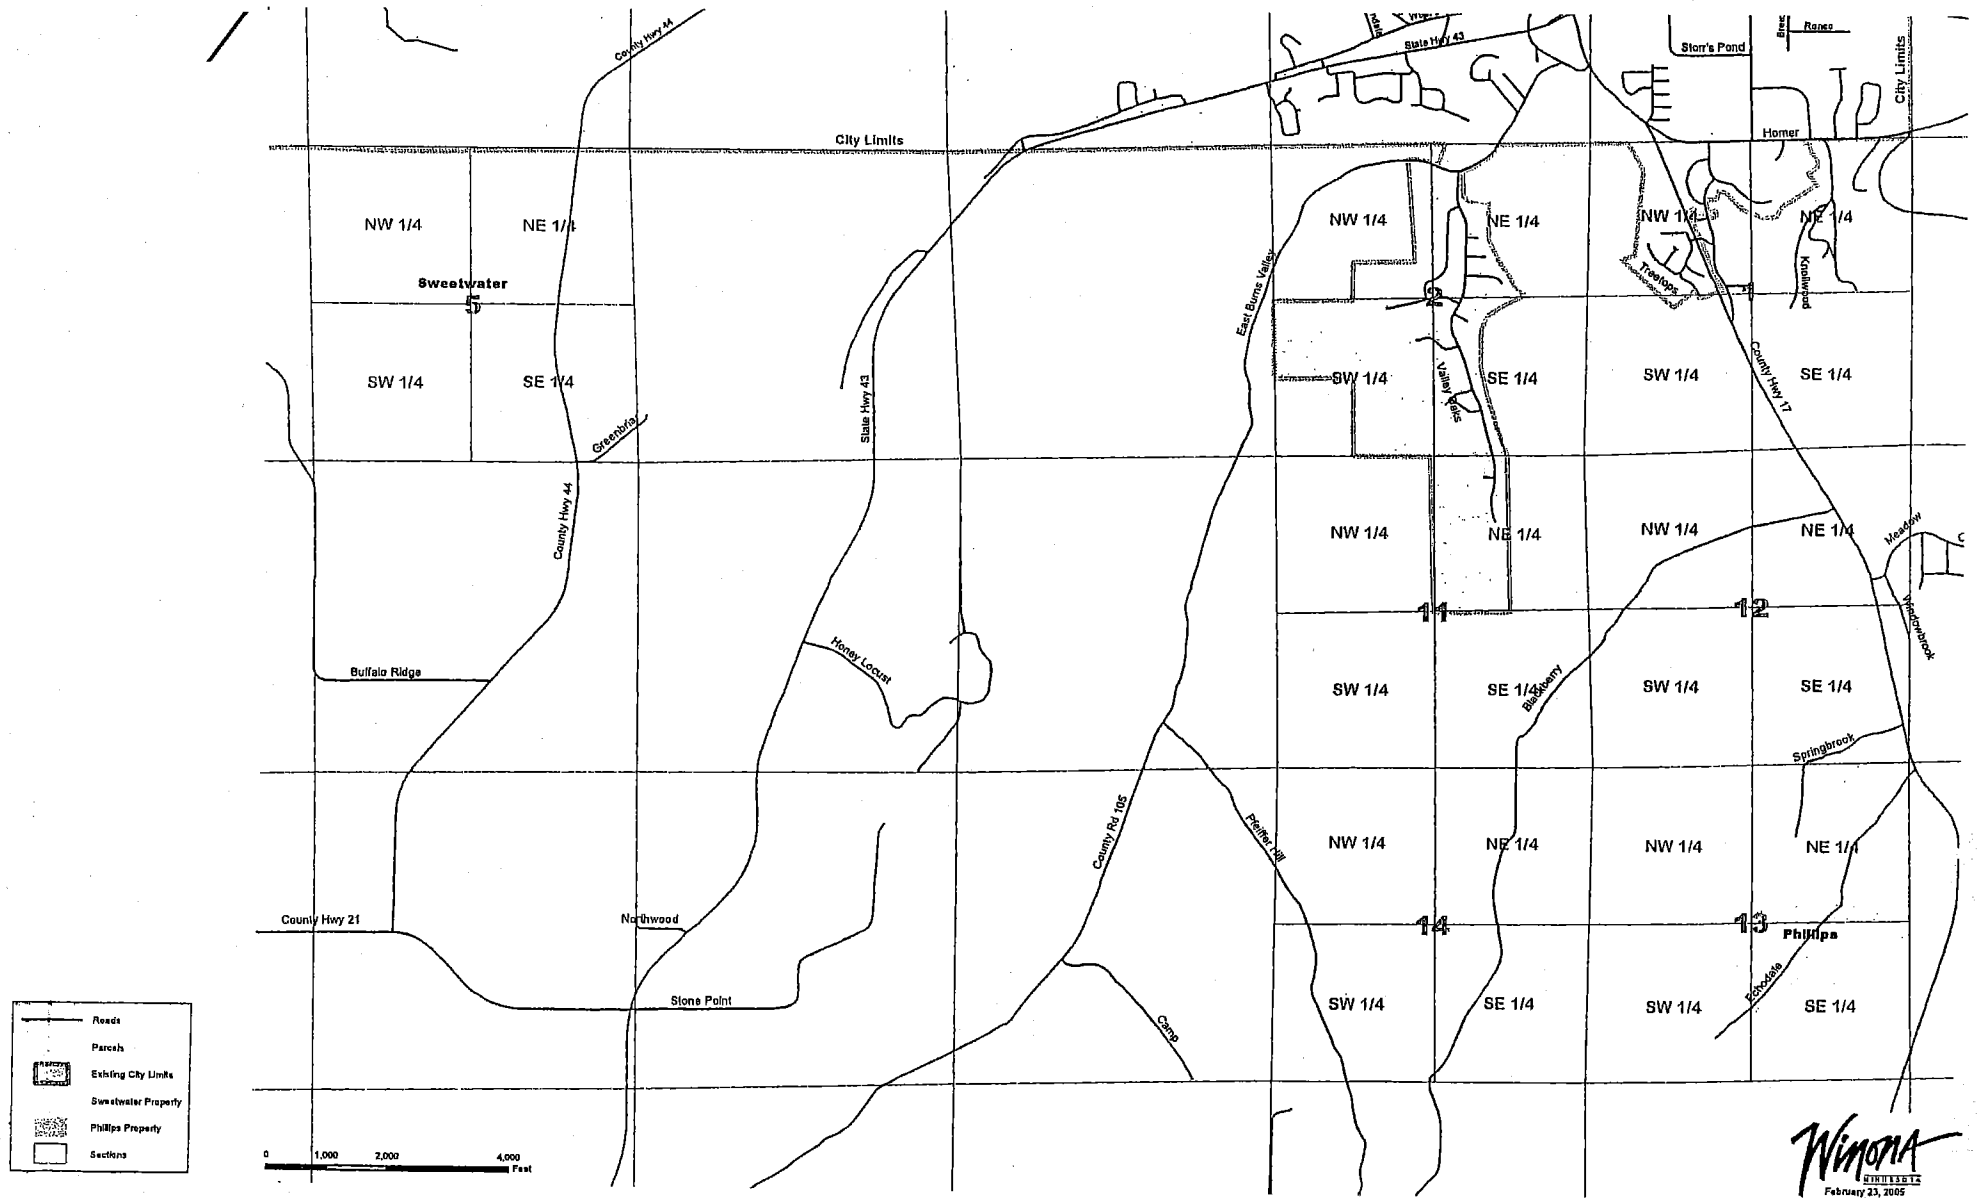 County Hwy 44
State Hwy 43
Storr's Pond
Ronco
City Limits
City Limits
Homer
NW 1/4
NE 1/4
NW 1/4
NE 1/4
NW 1/4
NE 1/4
Sweetwater
5
East Burns Valley
2
Treetops
1
Knollwood
SW 1/4
SE 1/4
State Hwy 43
SW 1/4
Valley Oaks
SE 1/4
SW 1/4
County Hwy 17
SE 1/4
Greenbriar
County Hwy 44
NW 1/4
NE 1/4
NW 1/4
NE 1/4
Meadow
11
12
Windowbrook
Honey Locust
Buffalo Ridge
SW 1/4
SE 1/4
Blackberry
SW 1/4
SE 1/4
Springbrook
County Rd 105
Pfeiffer Hill
NW 1/4
NE 1/4
NW 1/4
NE 1/4
County Hwy 21
Northwood
14
13
Phillips
Stone Point
Camp
SW 1/4
SE 1/4
SW 1/4
Echodale
SE 1/4
Roads
Parcels
Existing City Limits
Sweetwater Property
Phillips Property
Sections
0 1,000 2,000 4,000
Feet
Winona
MINNESOTA
February 23, 2005